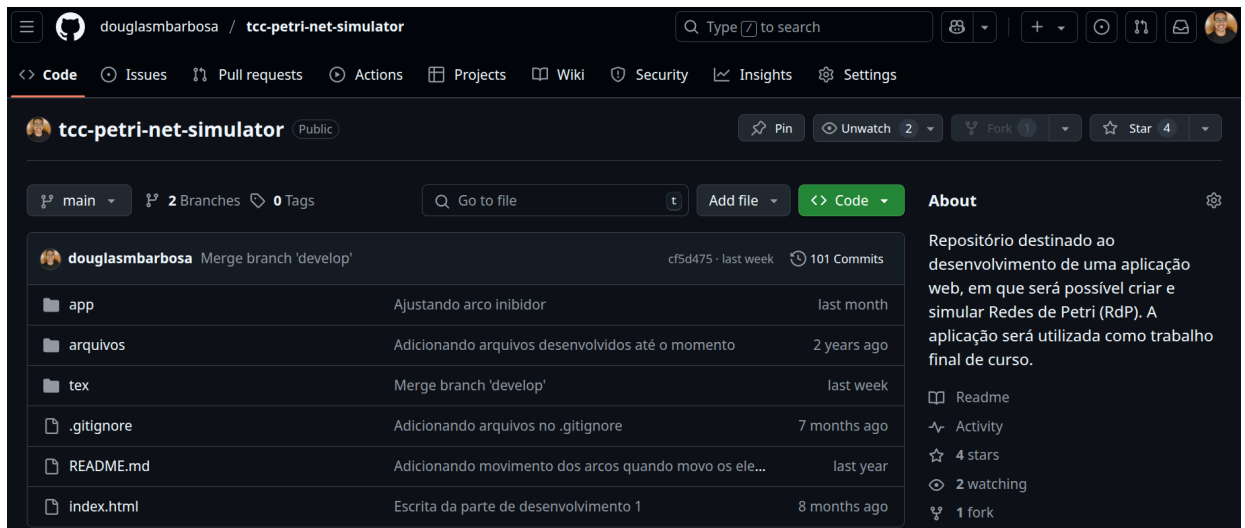 douglasmbarbosa / tcc-petri-net-simulator
Type / to search
Code Issues Pull requests Actions Projects Wiki Security Insights Settings
tcc-petri-net-simulator Public
Pin Unwatch 2 Fork 1 Star 4
main 2 Branches 0 Tags Go to file t Add file Code
douglasmbarbosa Merge branch 'develop' cf5d475 · last week 101 Commits
app Ajustando arco inibidor last month
arquivos Adicionando arquivos desenvolvidos até o momento 2 years ago
tex Merge branch 'develop' last week
.gitignore Adicionando arquivos no .gitignore 7 months ago
README.md Adicionando movimento dos arcos quando movo os ele... last year
index.html Escrita da parte de desenvolvimento 1 8 months ago
About
Repositório destinado ao
desenvolvimento de uma aplicação
web, em que será possível criar e
simular Redes de Petri (RdP). A
aplicação será utilizada como trabalho
final de curso.
Readme
Activity
4 stars
2 watching
1 fork